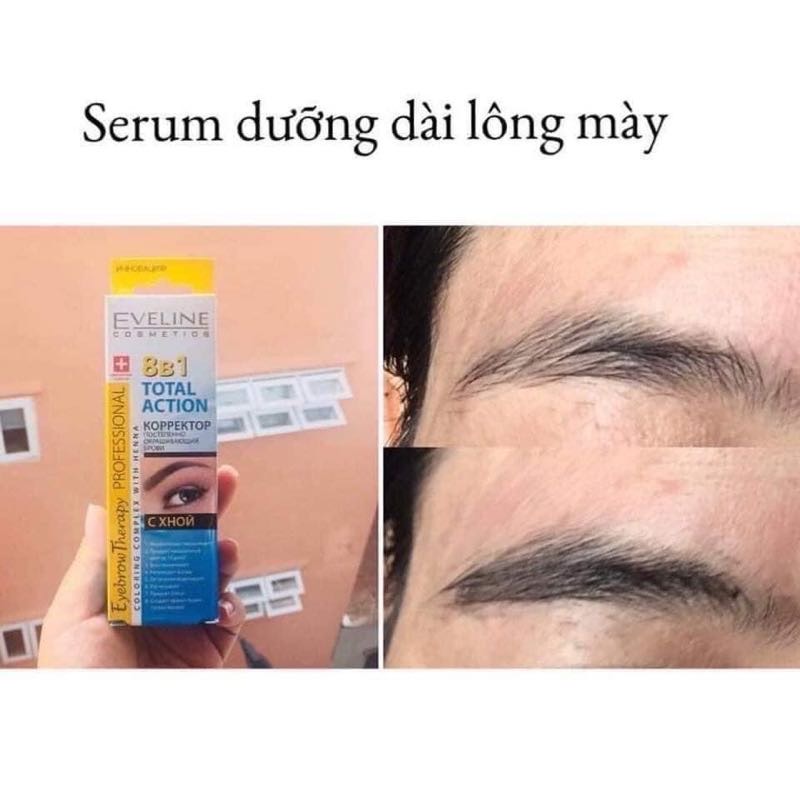 Serum dưỡng dài lông mày
ИННОВАЦИЯ!
EVELINE
COSMETICS
8В1
TOTAL
ACTION
КОРРЕКТОР
ПОСТЕПЕННО
ОКРАШИВАЮЩИЙ
БРОВИ
С ХНОЙ
Eyebrow Therapy PROFESSIONAL
COLORING COMPLEX WITH HENNA